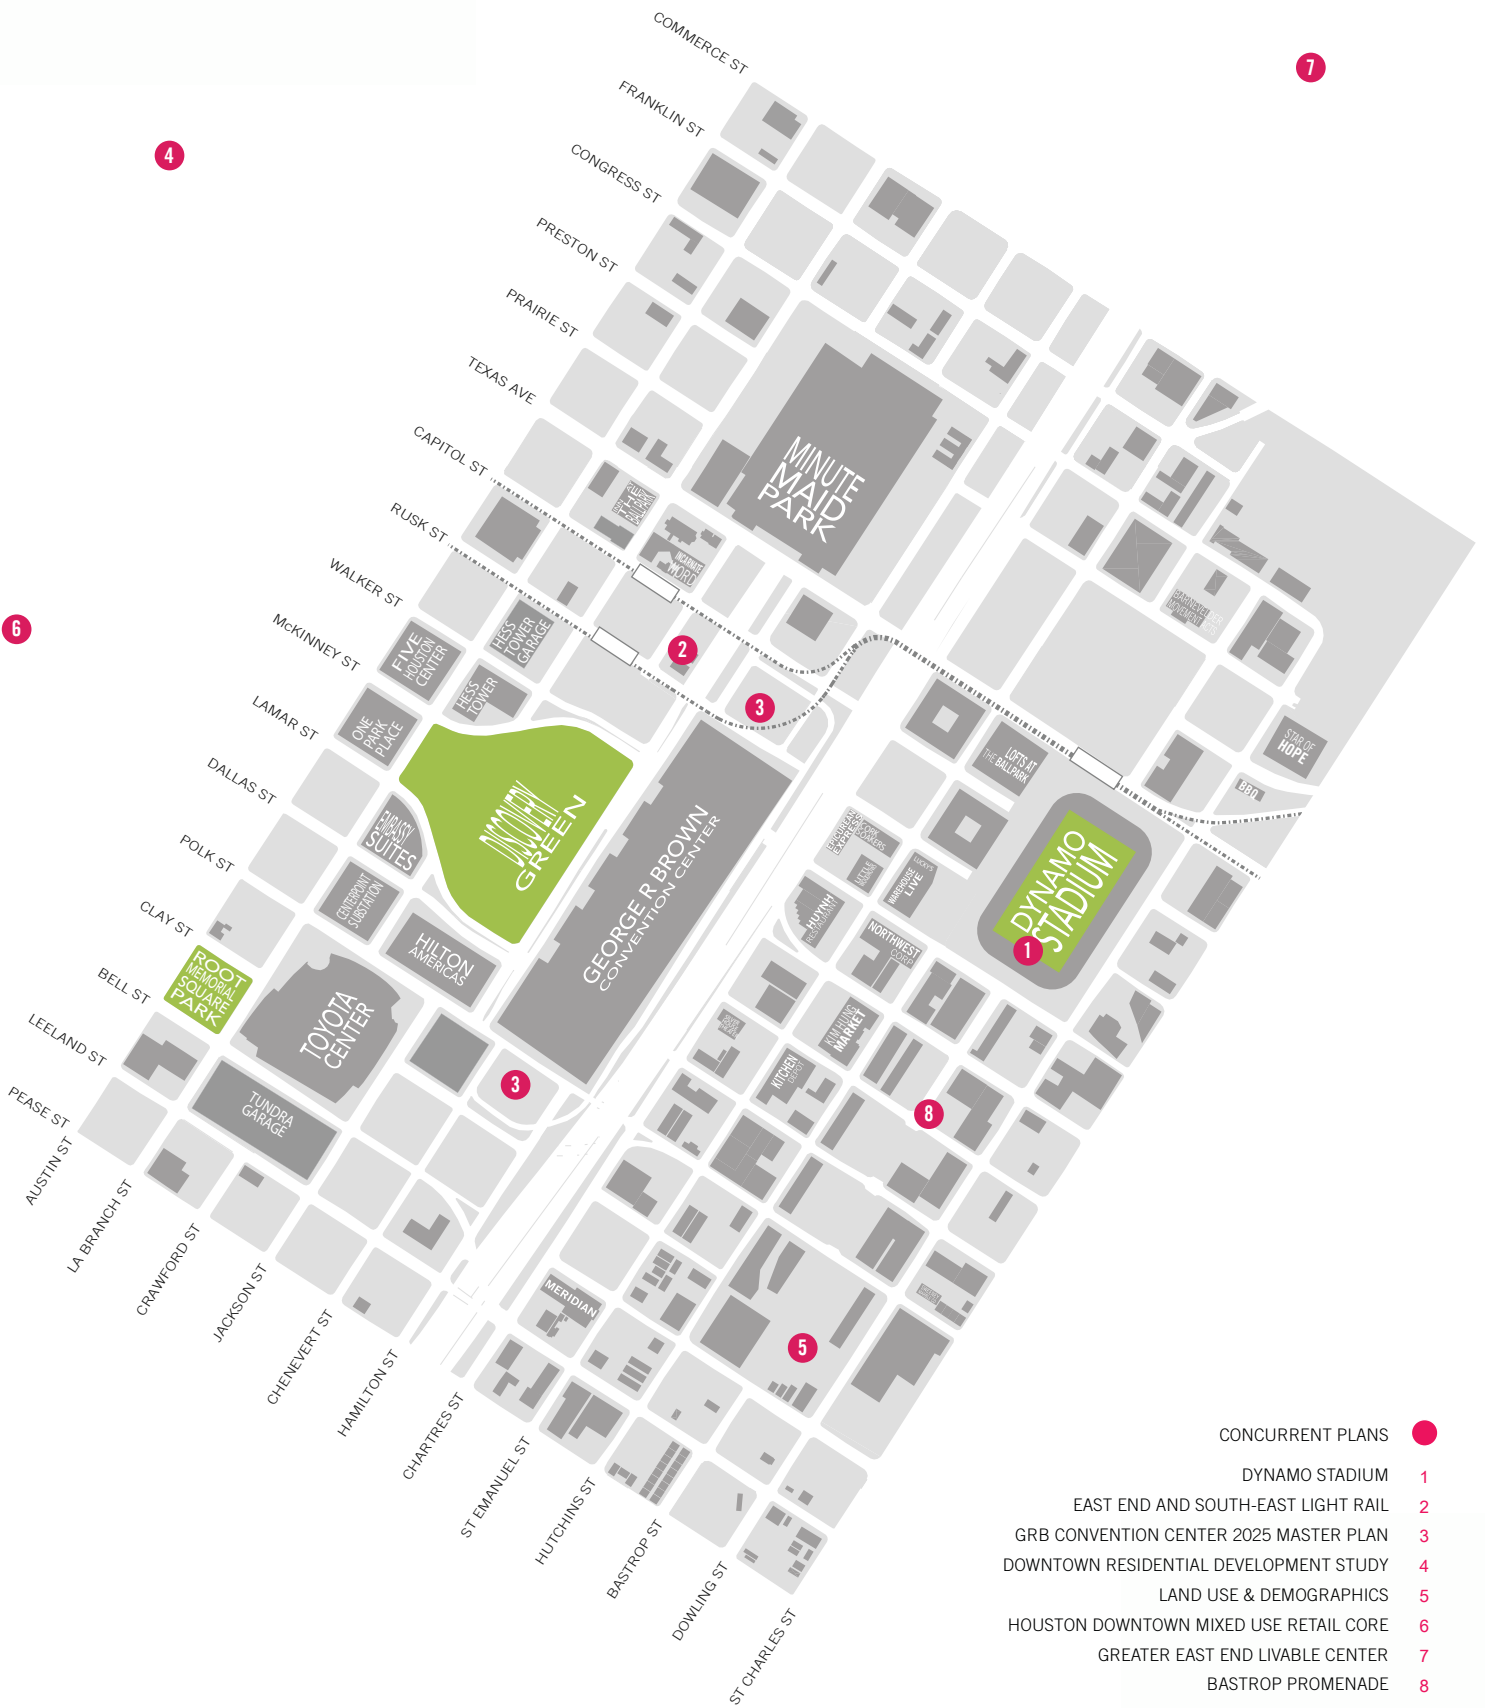 COMMERCE ST
7
FRANKLIN ST
4
CONGRESS ST
PRESTON ST
PRAIRIE ST
TEXAS AVE
CAPITOL ST
MINUTE
MAID
PARK
THE
BALLPARK
RUSK ST
INCARNATE
WORD
WALKER ST
HESS
TOWER
GARAGE
6
McKINNEY ST
FIVE
HOUSTON
CENTER
2
HESS
TOWER
3
LAMAR ST
ONE
PARK
PLACE
LOFTS AT
THE BALLPARK
STAR OF
HOPE
DALLAS ST
BBQ
DISCOVERY
GREEN
EMBASSY
SUITES
GEORGE R BROWN
CONVENTION CENTER
EPICUREAN
EXPRESS
LUCKY'S
WAREHOUSE
LIVE
DYNAMO
STADIUM
1
POLK ST
CENTERPOINT
SUBSTATION
HUYNH
RESTAURANT
NORTHWEST
CORP
CLAY ST
HILTON
AMERICAS
ROOT
MEMORIAL
SQUARE
PARK
BELL ST
TOYOTA
CENTER
KIM HUNG
MARKET
LEELAND ST
KITCHEN
DEPOT
3
8
TUNDRA
GARAGE
PEASE ST
AUSTIN ST
LA BRANCH ST
CRAWFORD ST
JACKSON ST
MERIDIAN
5
CHENEVERT ST
HAMILTON ST
CHARTRES ST
ST EMANUEL ST
HUTCHINS ST
BASTROP ST
DOWLING ST
ST CHARLES ST
CONCURRENT PLANS
DYNAMO STADIUM 1
EAST END AND SOUTH-EAST LIGHT RAIL 2
GRB CONVENTION CENTER 2025 MASTER PLAN 3
DOWNTOWN RESIDENTIAL DEVELOPMENT STUDY 4
LAND USE & DEMOGRAPHICS 5
HOUSTON DOWNTOWN MIXED USE RETAIL CORE 6
GREATER EAST END LIVABLE CENTER 7
BASTROP PROMENADE 8